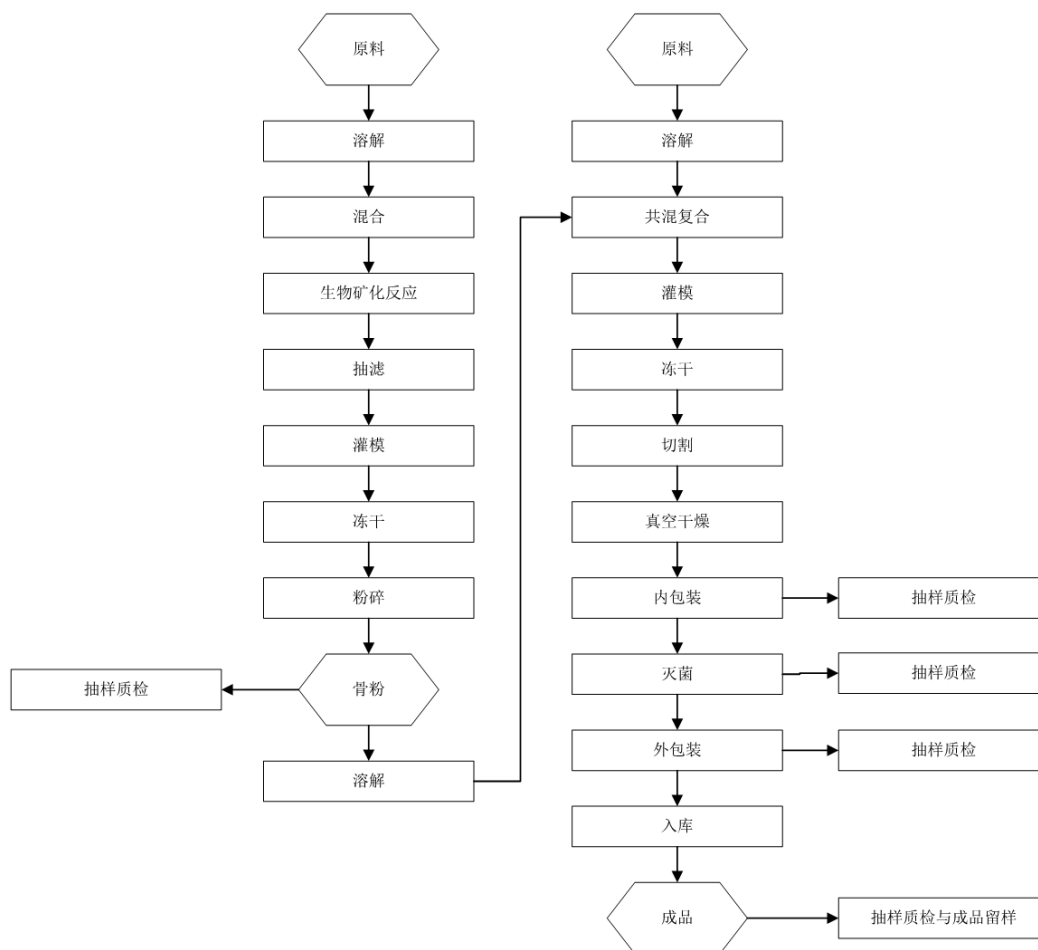 原料
溶解
混合
生物矿化反应
抽滤
灌模
冻干
粉碎
骨粉
抽样质检
溶解
原料
溶解
共混复合
灌模
冻干
切割
真空干燥
内包装
抽样质检
灭菌
抽样质检
外包装
抽样质检
入库
成品
抽样质检与成品留样